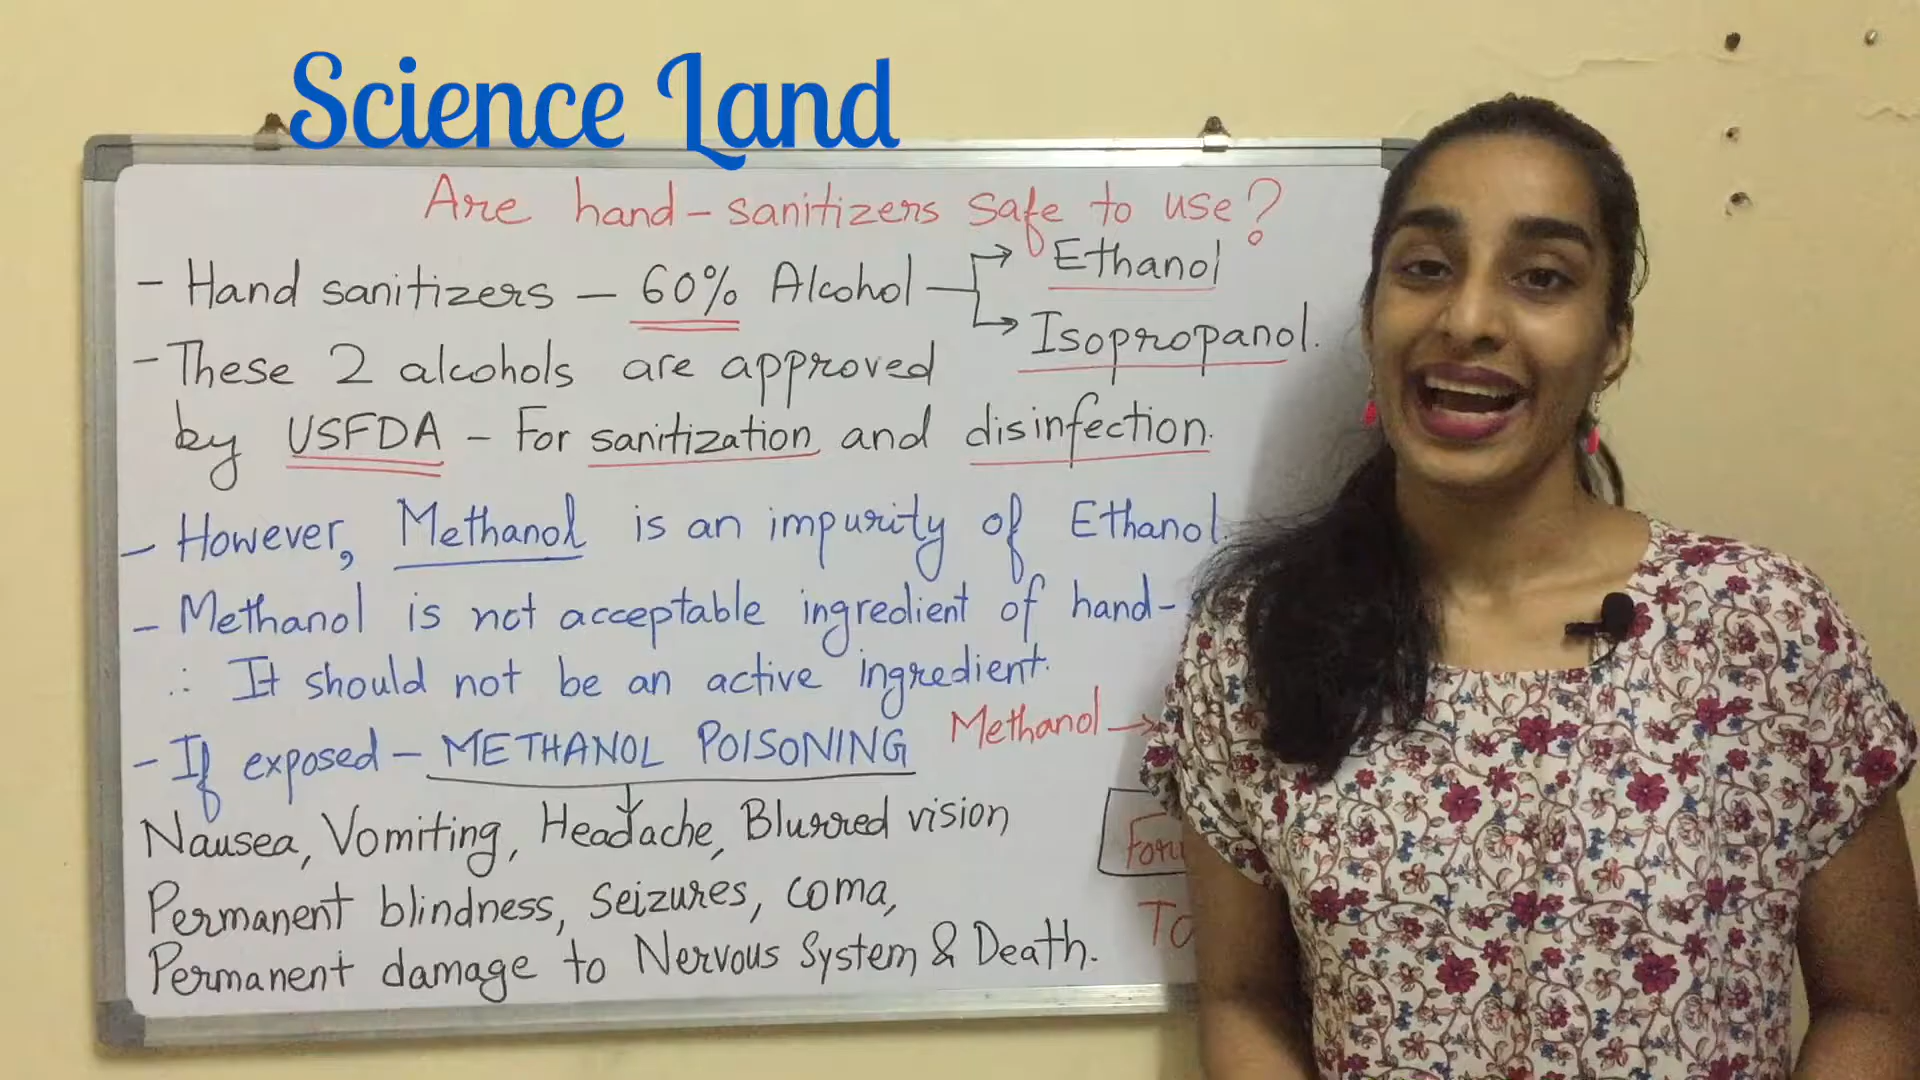 Science Land
Are hand-sanitizers safe to use?
- Hand sanitizers - 60% Alcohol → Ethanol
→ Isopropanol.
- These 2 alcohols are approved
by USFDA - For sanitization and disinfection.
- However, Methanol is an impurity of Ethanol.
- Methanol is not acceptable ingredient of hand-
∴ It should not be an active ingredient.
- If exposed - METHANOL POISONING
Methanol →
Nausea, Vomiting, Headache, Blurred vision
Permanent blindness, seizures, coma,
Permanent damage to Nervous System & Death.